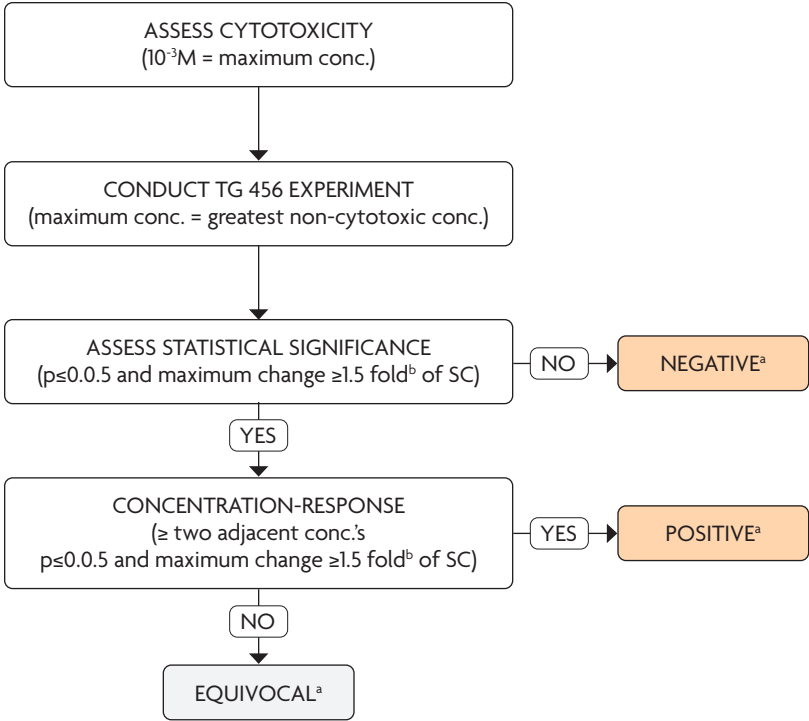 ASSESS CYTOTOXICITY
(10⁻³M = maximum conc.)
CONDUCT TG 456 EXPERIMENT
(maximum conc. = greatest non-cytotoxic conc.)
ASSESS STATISTICAL SIGNIFICANCE
(p≤0.0.5 and maximum change ≥1.5 foldᵇ of SC)
NO
NEGATIVEᵃ
YES
CONCENTRATION-RESPONSE
(≥ two adjacent conc.'s
p≤0.0.5 and maximum change ≥1.5 foldᵇ of SC)
YES
POSITIVEᵃ
NO
EQUIVOCALᵃ